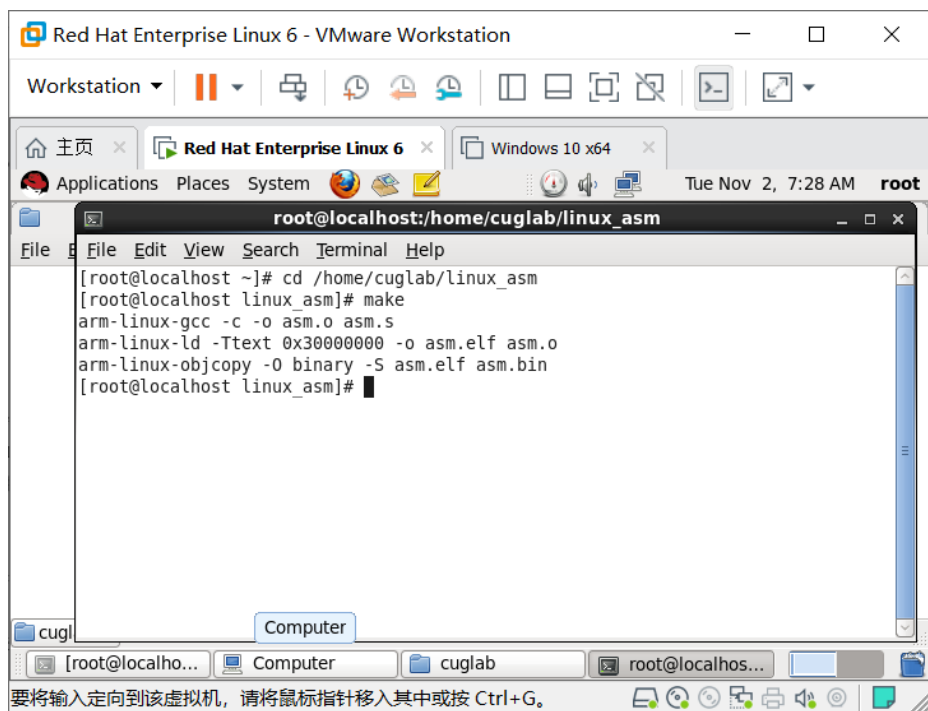 Red Hat Enterprise Linux 6 - VMware Workstation
Workstation
主页 Red Hat Enterprise Linux 6 Windows 10 x64
Applications Places System Tue Nov 2, 7:28 AM root
root@localhost:/home/cuglab/linux_asm
File File Edit View Search Terminal Help
[root@localhost ~]# cd /home/cuglab/linux_asm
[root@localhost linux_asm]# make
arm-linux-gcc -c -o asm.o asm.s
arm-linux-ld -Ttext 0x30000000 -o asm.elf asm.o
arm-linux-objcopy -O binary -S asm.elf asm.bin
[root@localhost linux_asm]#
cugl Computer
[root@localho... Computer cuglab root@localhos...
要将输入定向到该虚拟机，请将鼠标指针移入其中或按 Ctrl+G。